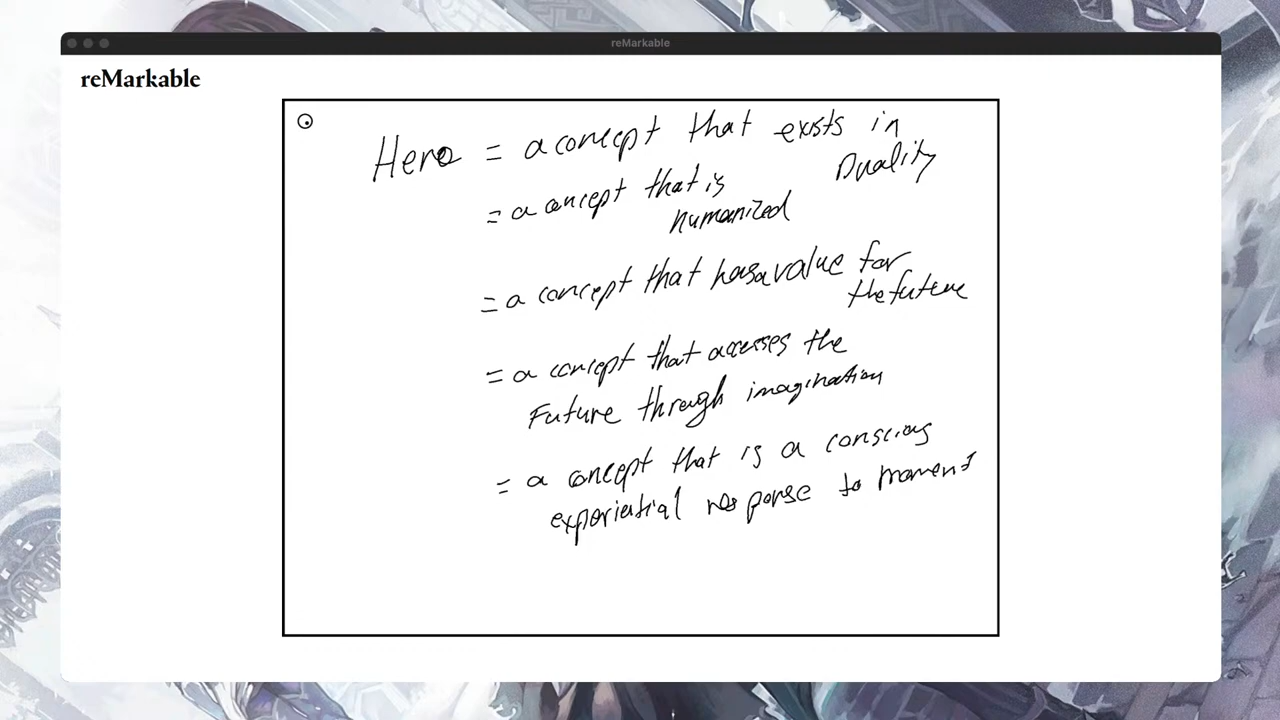 reMarkable
reMarkable
Hero = a concept that exists in
Duality
= a concept that is
humanized
= a concept that has a value for
the future
= a concept that accesses the
Future through imagination
= a concept that is a conscious
experiential response to moment